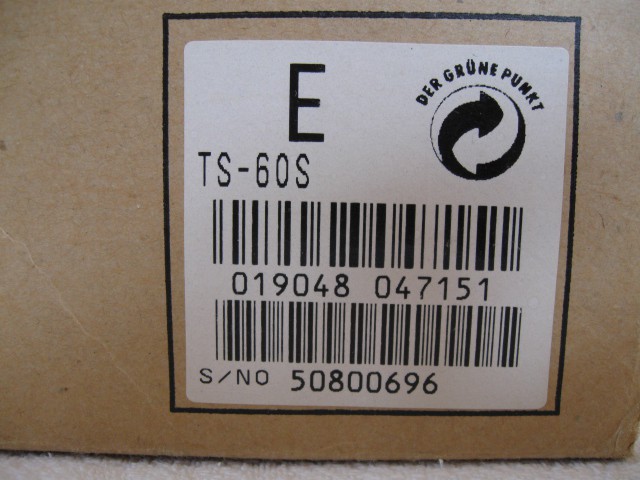 E
DER GRÜNE PUNKT
TS-60S
019048 047151
S/NO 50800696